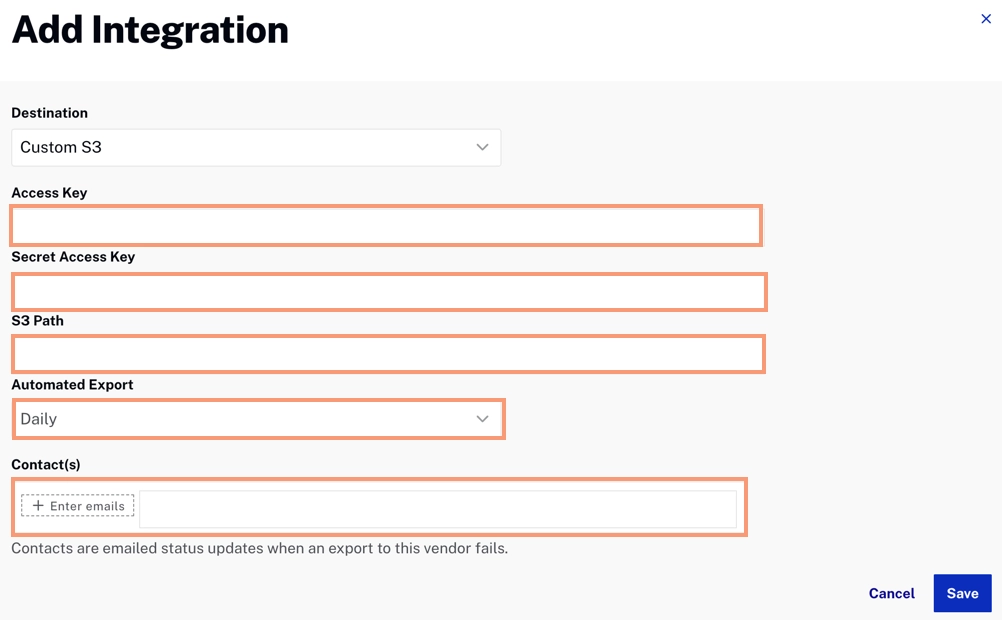 Add Integration
Destination
Custom S3
Access Key
Secret Access Key
S3 Path
Automated Export
Daily
Contact(s)
+ Enter emails
Contacts are emailed status updates when an export to this vendor fails.
Cancel
Save